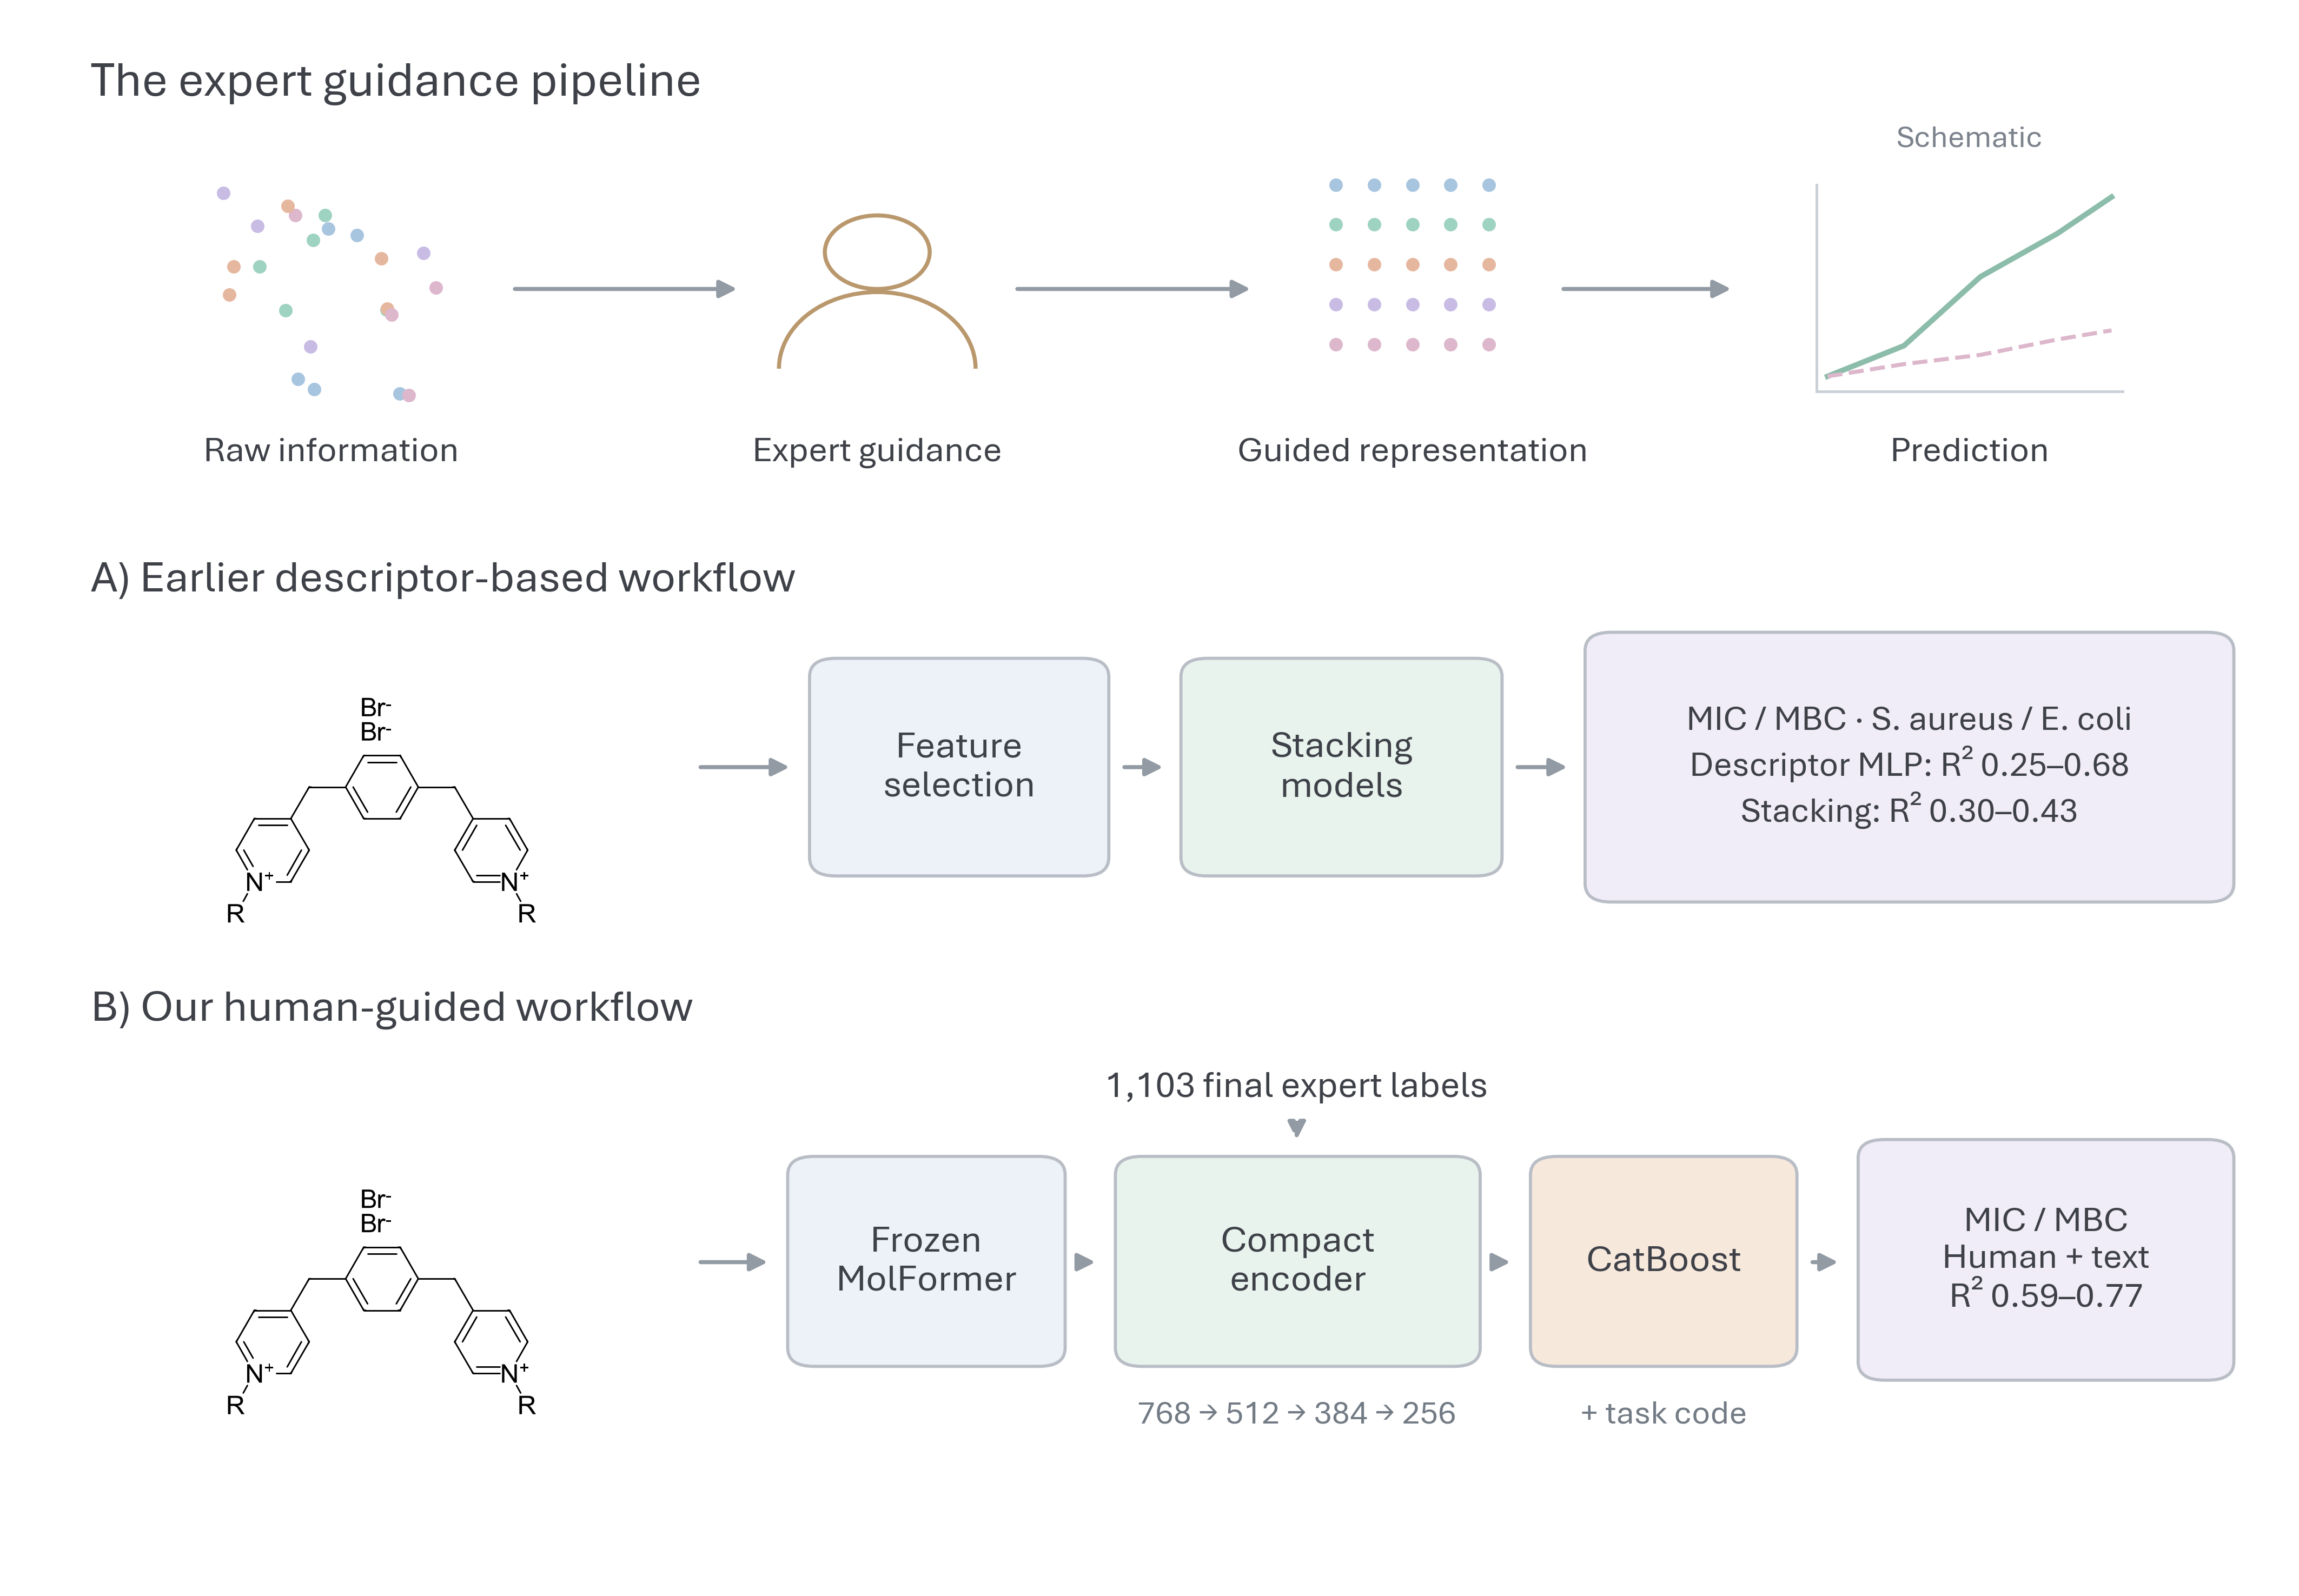 The expert guidance pipeline
Schematic
Raw information
Expert guidance
Guided representation
Prediction
A) Earlier descriptor-based workflow
Br-
Br-
N+
N+
R
R
Feature
selection
Stacking
models
MIC / MBC · S. aureus / E. coli
Descriptor MLP: R² 0.25–0.68
Stacking: R² 0.30–0.43
B) Our human-guided workflow
1,103 final expert labels
Br-
Br-
N+
N+
R
R
Frozen
MolFormer
Compact
encoder
CatBoost
MIC / MBC
Human + text
R² 0.59–0.77
768 → 512 → 384 → 256
+ task code